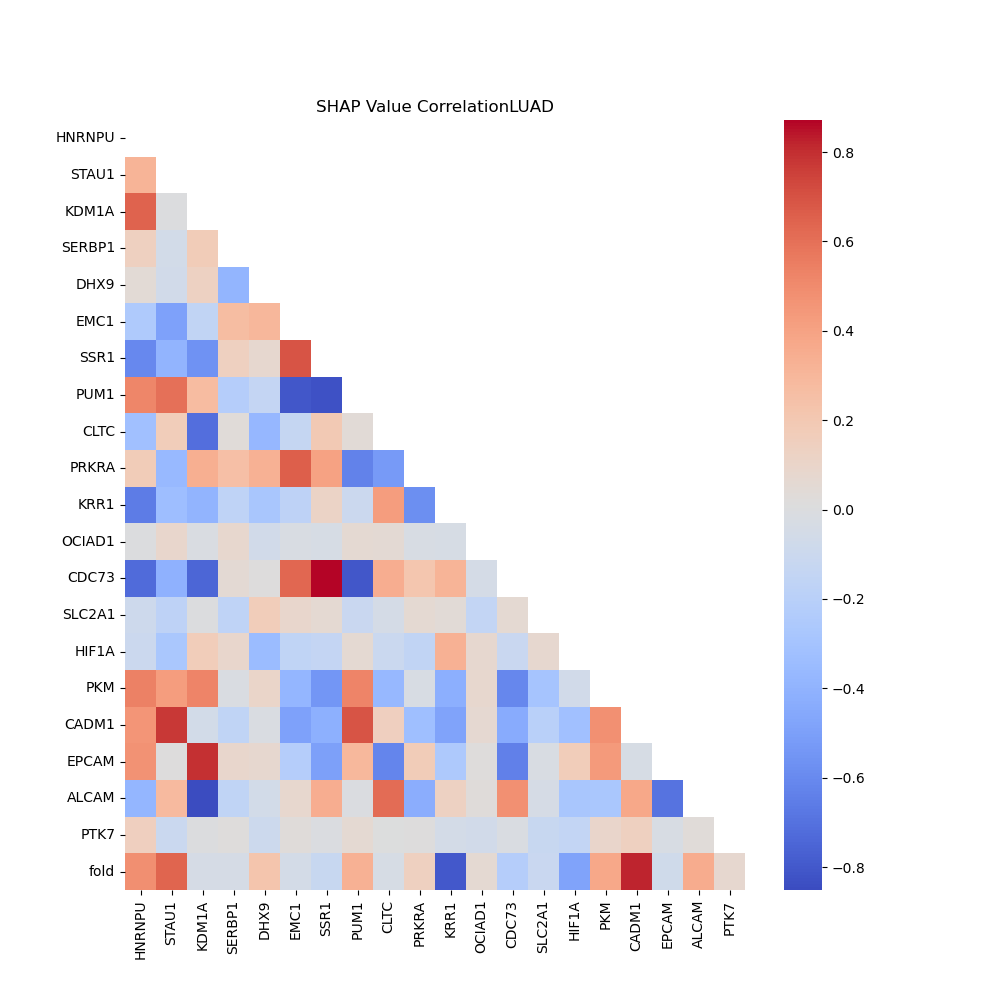 SHAP Value CorrelationLUAD
HNRNPU
STAU1
KDM1A
SERBP1
DHX9
EMC1
SSR1
PUM1
CLTC
PRKRA
KRR1
OCIAD1
CDC73
SLC2A1
HIF1A
PKM
CADM1
EPCAM
ALCAM
PTK7
fold
HNRNPU
STAU1
KDM1A
SERBP1
DHX9
EMC1
SSR1
PUM1
CLTC
PRKRA
KRR1
OCIAD1
CDC73
SLC2A1
HIF1A
PKM
CADM1
EPCAM
ALCAM
PTK7
0.8
0.6
0.4
0.2
0.0
−0.2
−0.4
−0.6
−0.8